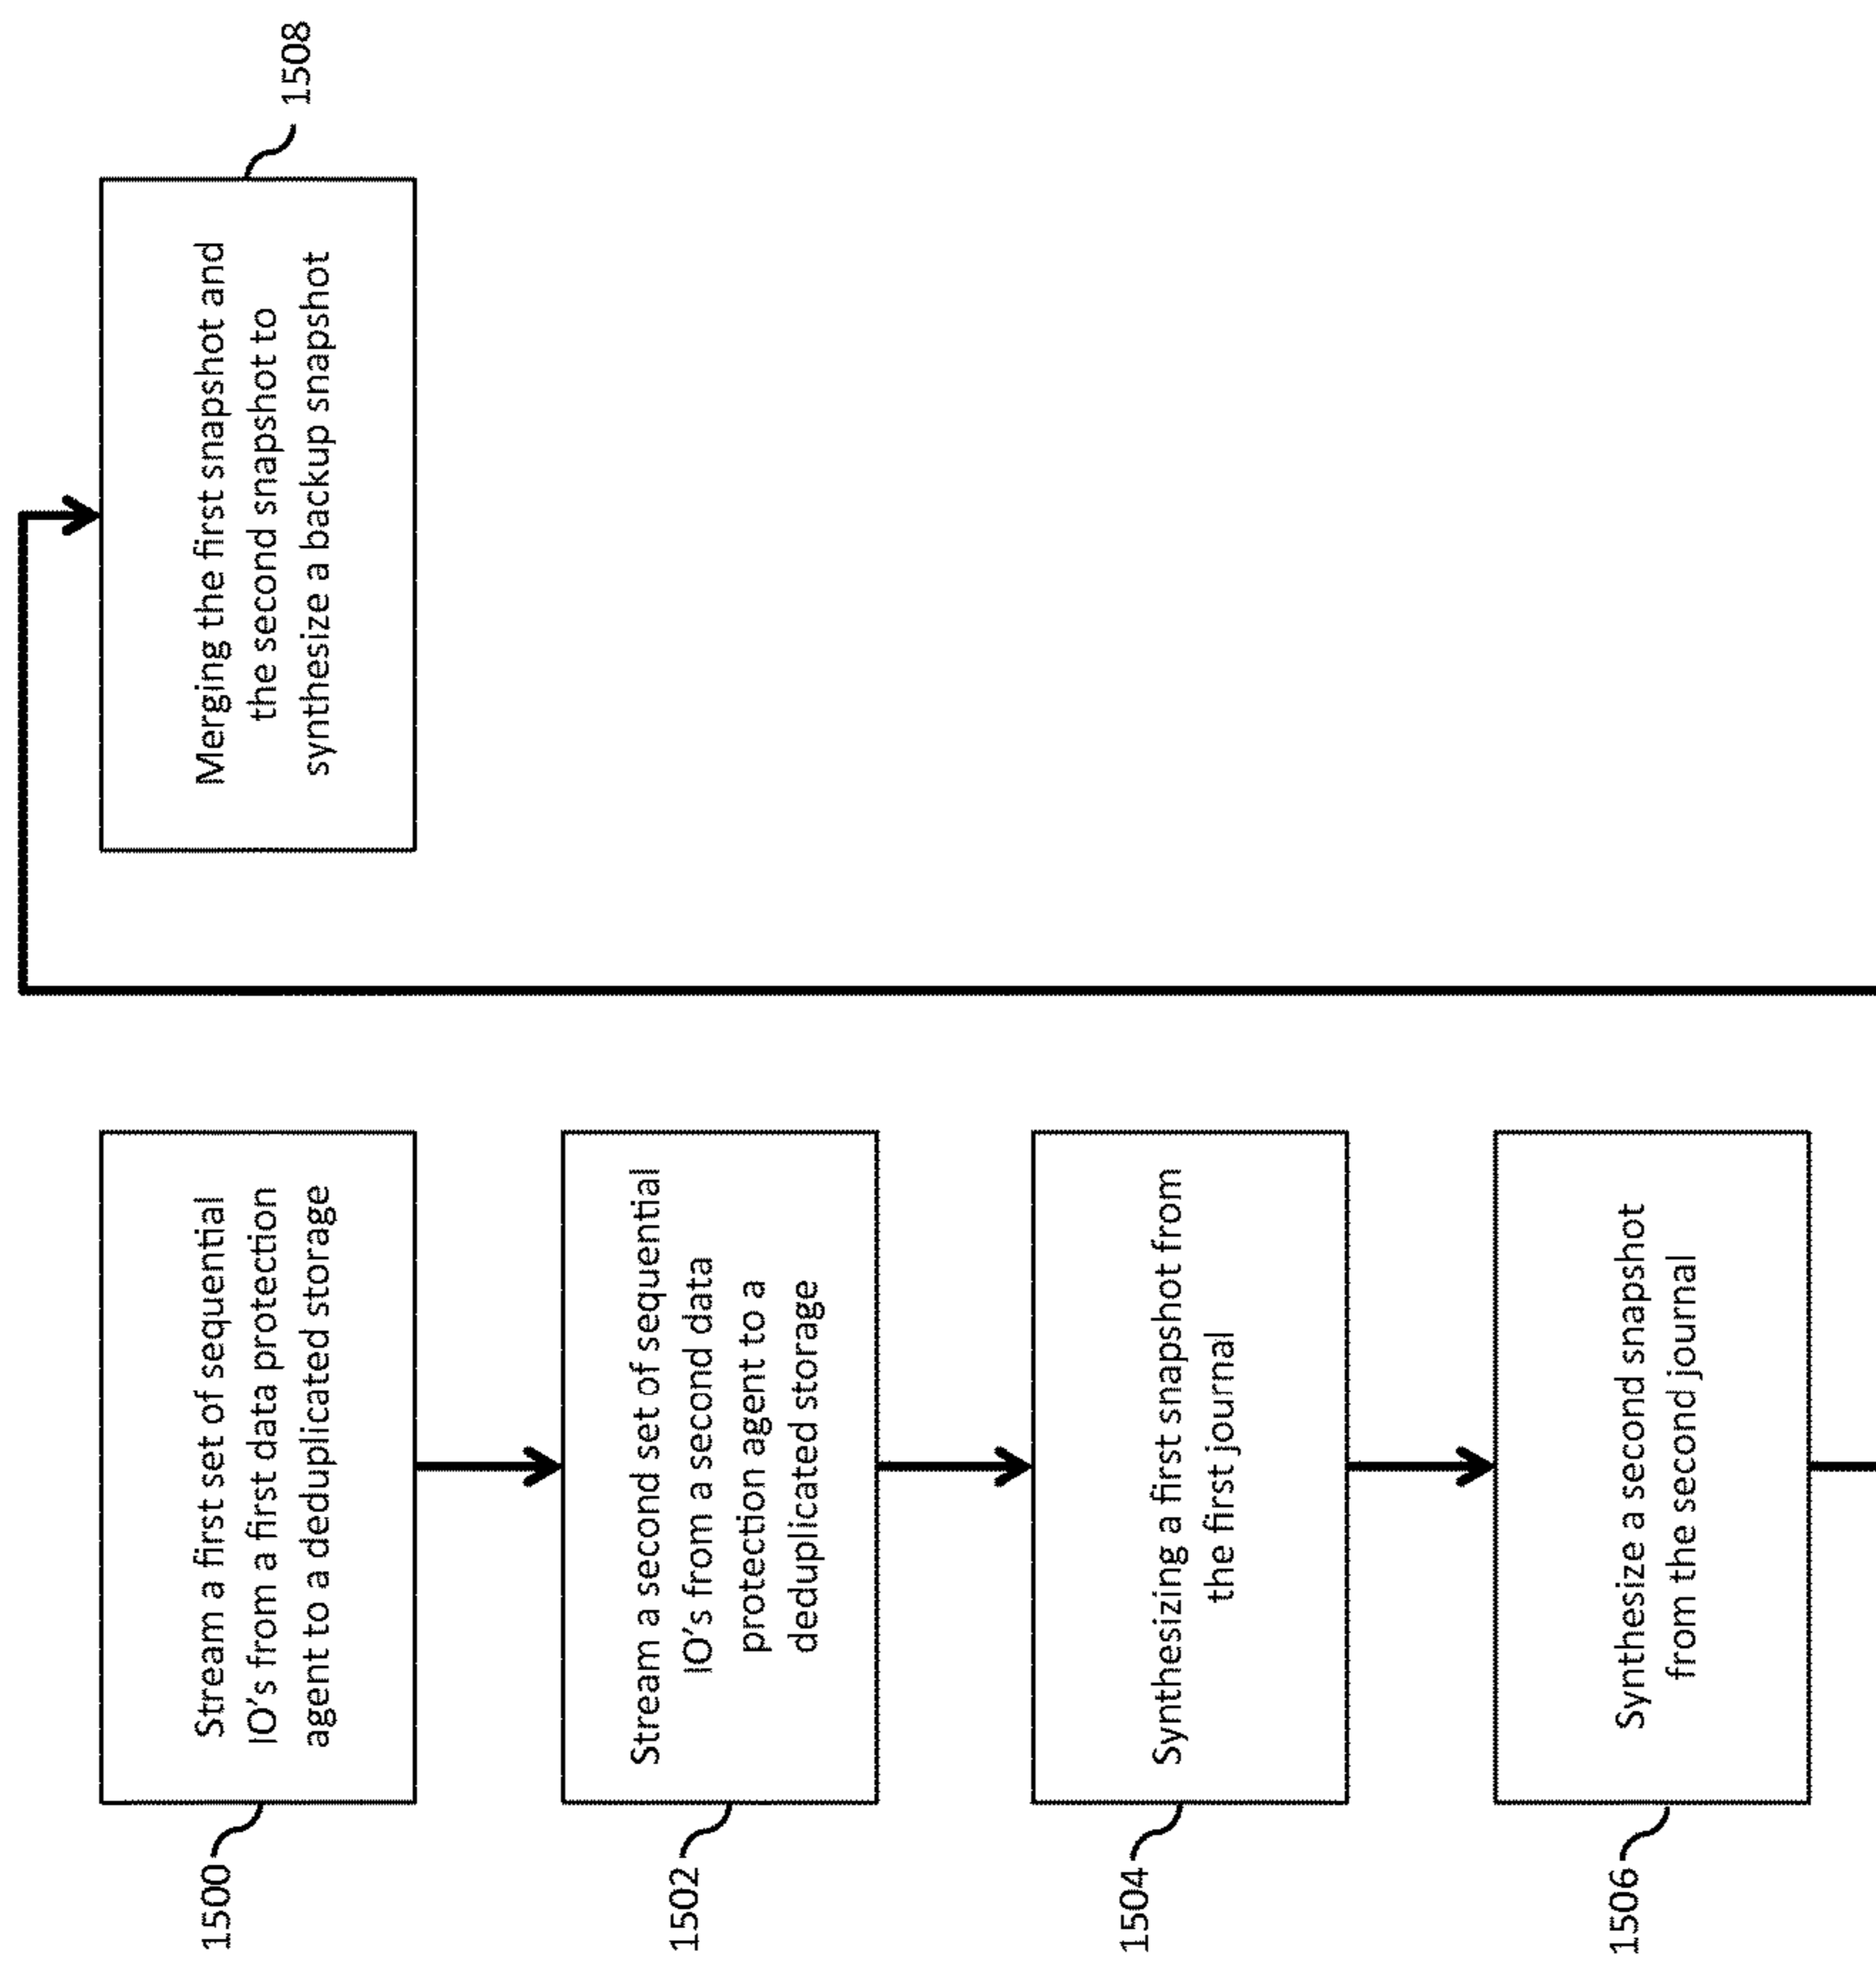 1500
Stream a first set of sequential
IO's from a first data protection
agent to a deduplicated storage
1502
Stream a second set of sequential
IO's from a second data
protection agent to a
deduplicated storage
1504
Synthesizing a first snapshot from
the first journal
1506
Synthesize a second snapshot
from the second journal
1508
Merging the first snapshot and
the second snapshot to
synthesize a backup snapshot